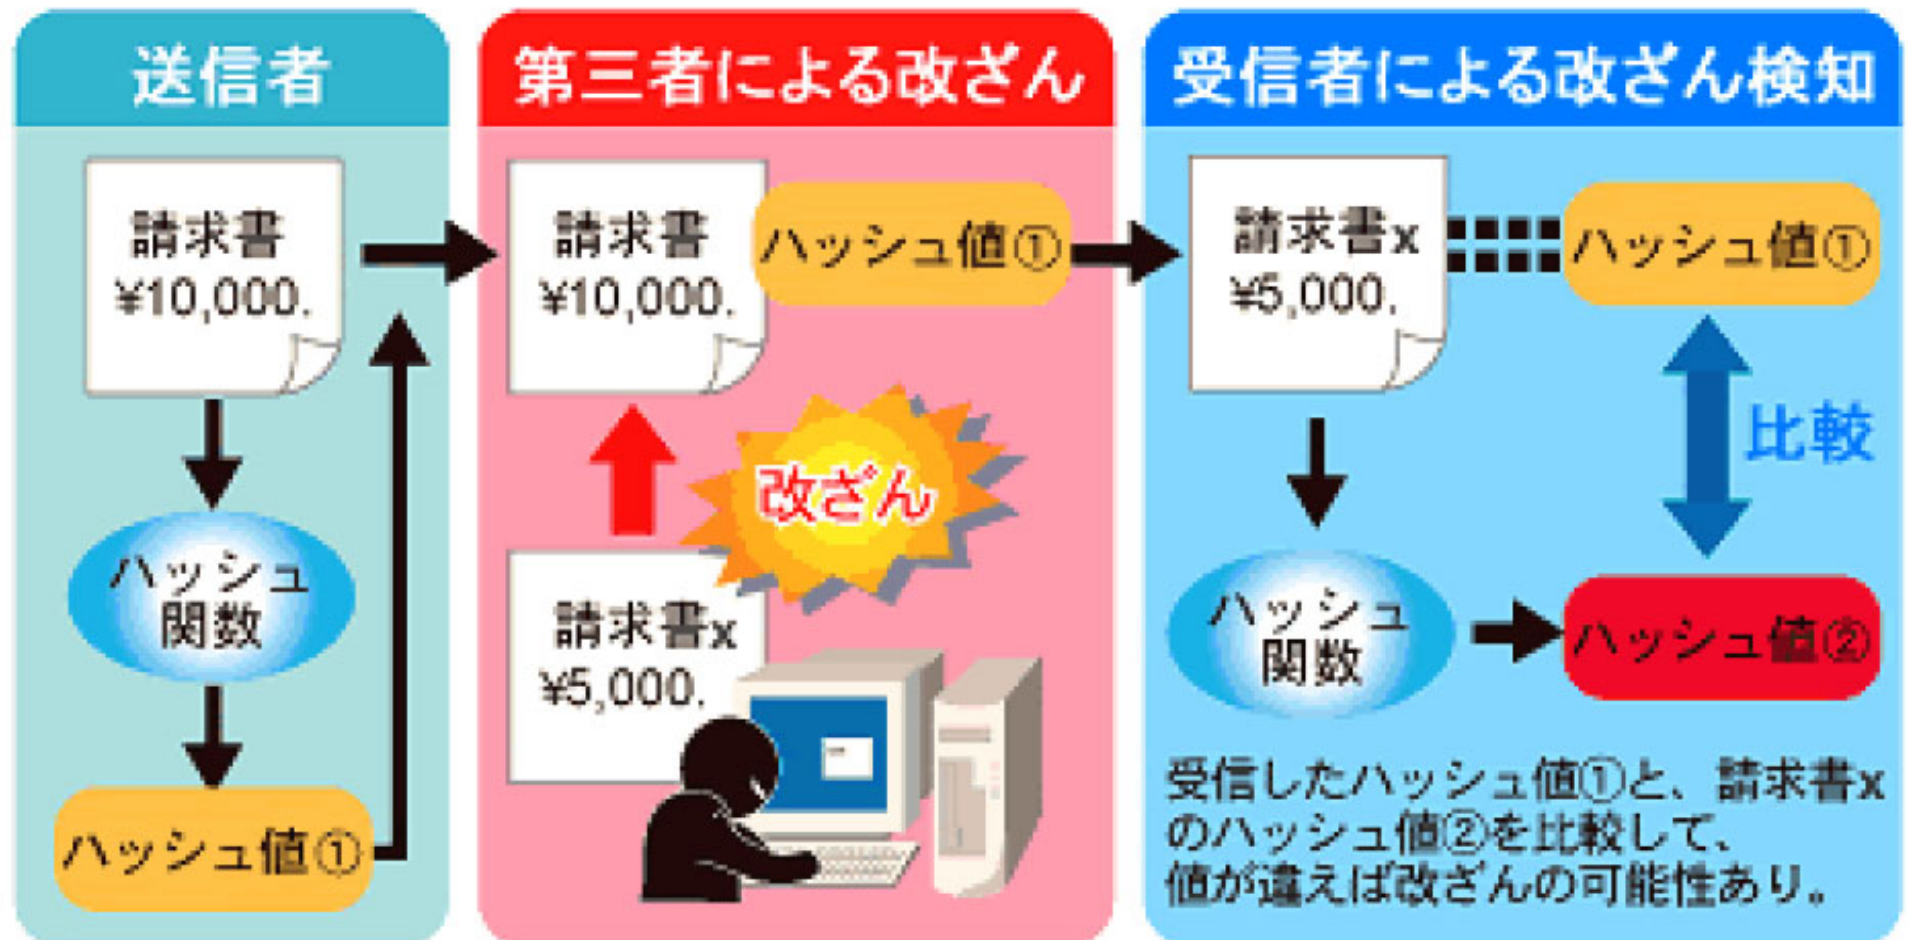 送信者
請求書
¥10,000.
ハッシュ
関数
ハッシュ値①
第三者による改ざん
請求書
¥10,000.
ハッシュ値①
改ざん
請求書x
¥5,000.
受信者による改ざん検知
請求書x
¥5,000.
ハッシュ値①
比較
ハッシュ
関数
ハッシュ値②
受信したハッシュ値①と、請求書x
のハッシュ値②を比較して、
値が違えば改ざんの可能性あり。